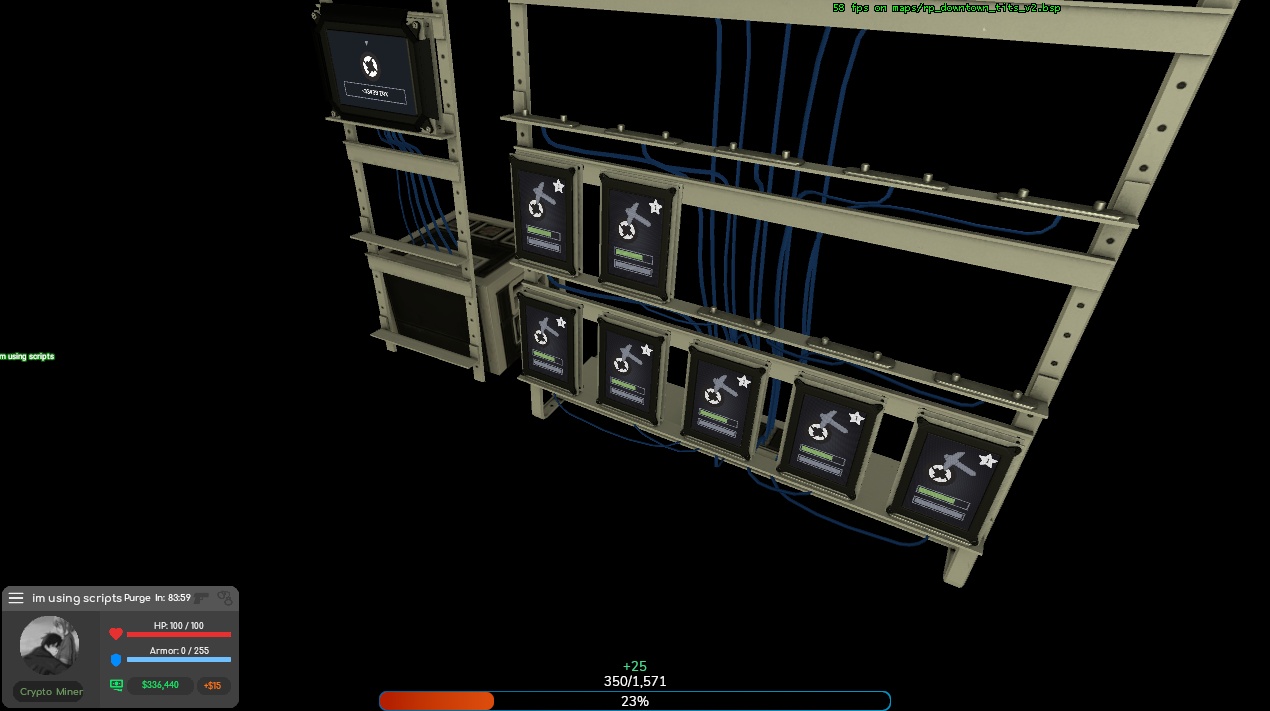 58 fps on maps/rp_downtown_tits_v2.bsp
m using scripts
im using scripts Purge In: 83:59
HP: 100 / 100
Armor: 0 / 255
Crypto Miner
$336,440
+$15
+25
350/1,571
23%